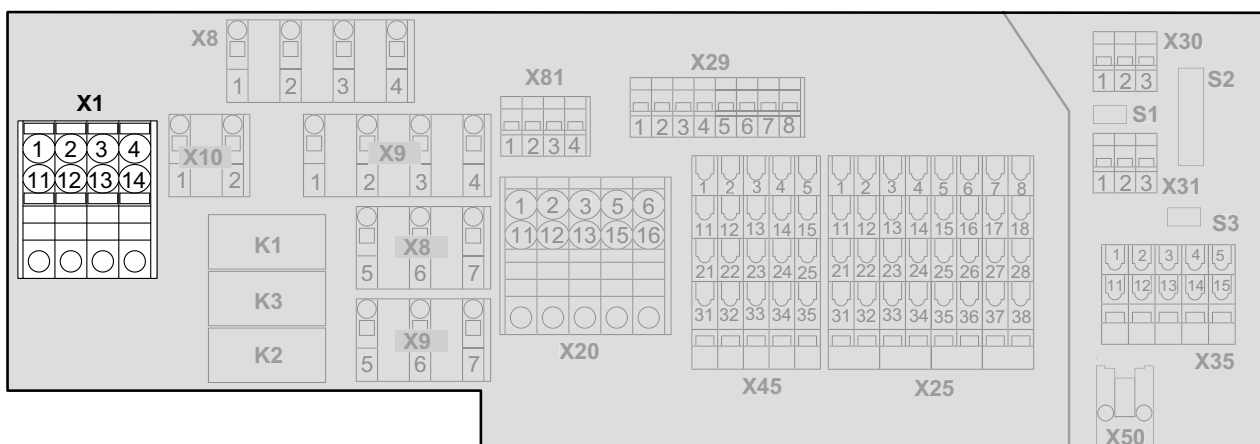 X8
1 2 3 4
X1
1 2 3 4
11 12 13 14
X10
1 2
X9
1 2 3 4
K1
K3
K2
X8
5 6 7
X9
5 6 7
X81
1 2 3 4
X29
1 2 3 4 5 6 7 8
1 2 3 5 6
11 12 13 15 16
X20
1 2 3 4 5
11 12 13 14 15
21 22 23 24 25
31 32 33 34 35
X45
1 2 3 4 5 6 7 8
11 12 13 14 15 16 17 18
21 22 23 24 25 26 27 28
31 32 33 34 35 36 37 38
X25
X30
1 2 3
S2
S1
1 2 3
X31
S3
1 2 3 4 5
11 12 13 14 15
X35
X50